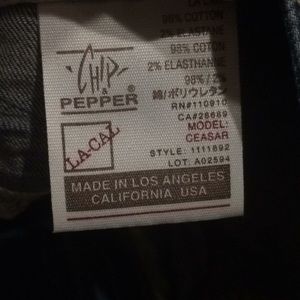 98% COTTON
2% ELASTANE
98% COTON
2% ELASTHANNE
98% / 2%
綿/ポリウレタン
RN#110910
CA#28669
MODEL:
CEASAR
STYLE: 1111892
LOT: A02594
CHIP
&
PEPPER®
LA-CAL
MADE IN LOS ANGELES
CALIFORNIA USA